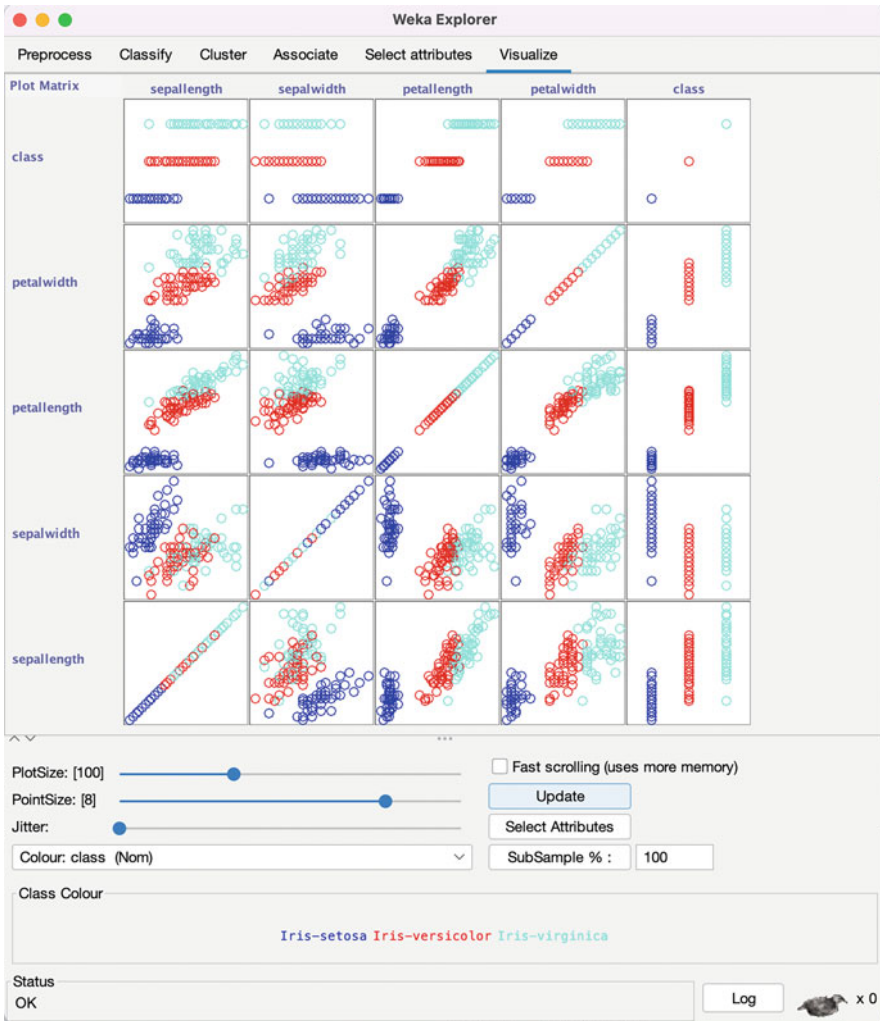 Weka Explorer
Preprocess Classify Cluster Associate Select attributes Visualize
Plot Matrix sepallength sepalwidth petallength petalwidth class
class
petalwidth
petallength
sepalwidth
sepallength
PlotSize: [100]
Fast scrolling (uses more memory)
PointSize: [8]
Update
Jitter:
Select Attributes
Colour: class (Nom)
SubSample % : 100
Class Colour
Iris-setosa Iris-versicolor Iris-virginica
Status
OK
Log x 0